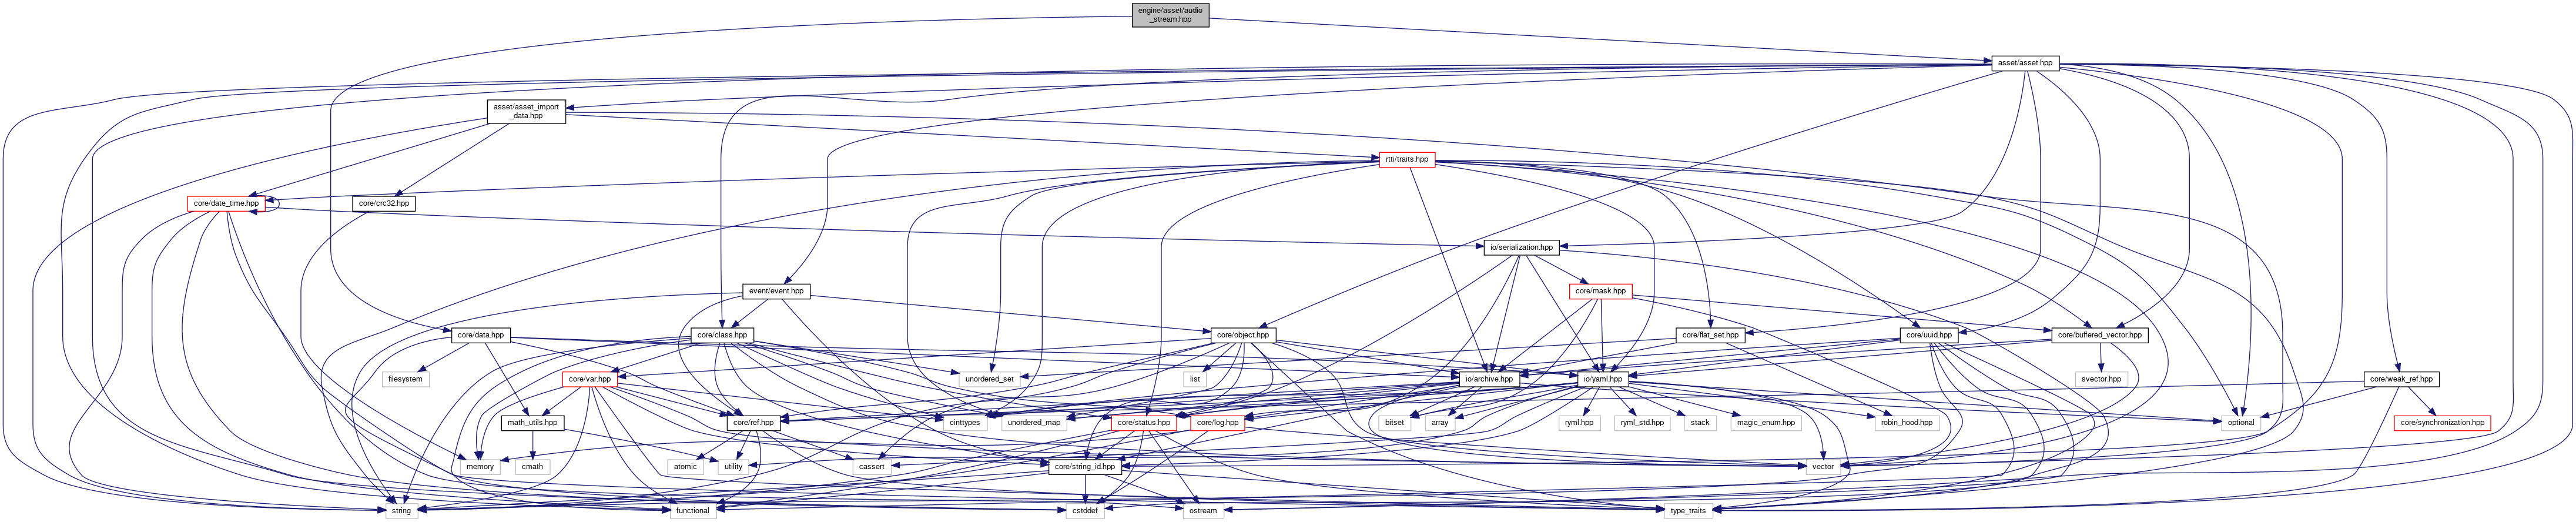 engine/asset/audio
_stream.hpp
asset/asset.hpp
asset/asset_import
_data.hpp
rtti/traits.hpp
core/date_time.hpp
core/crc32.hpp
io/serialization.hpp
event/event.hpp
core/mask.hpp
core/data.hpp
core/class.hpp
core/object.hpp
core/flat_set.hpp
core/uuid.hpp
core/buffered_vector.hpp
filesystem
core/var.hpp
unordered_set
list
io/archive.hpp
io/yaml.hpp
svector.hpp
core/weak_ref.hpp
math_utils.hpp
core/ref.hpp
cinttypes
unordered_map
core/status.hpp
core/log.hpp
bitset
array
ryml.hpp
ryml_std.hpp
stack
magic_enum.hpp
robin_hood.hpp
optional
core/synchronization.hpp
memory
cmath
atomic
utility
cassert
core/string_id.hpp
vector
string
functional
cstddef
ostream
type_traits